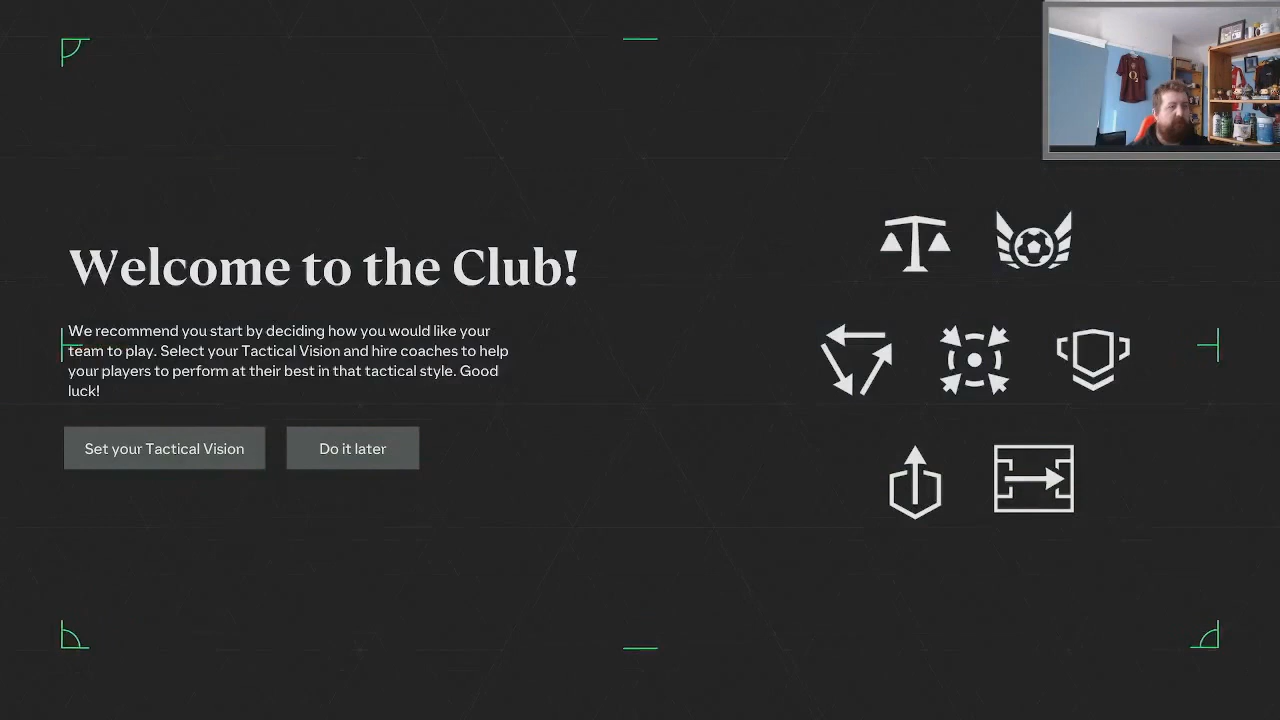 Welcome to the Club!
We recommend you start by deciding how you would like your
team to play. Select your Tactical Vision and hire coaches to help
your players to perform at their best in that tactical style. Good
luck!
Set your Tactical Vision
Do it later
O2